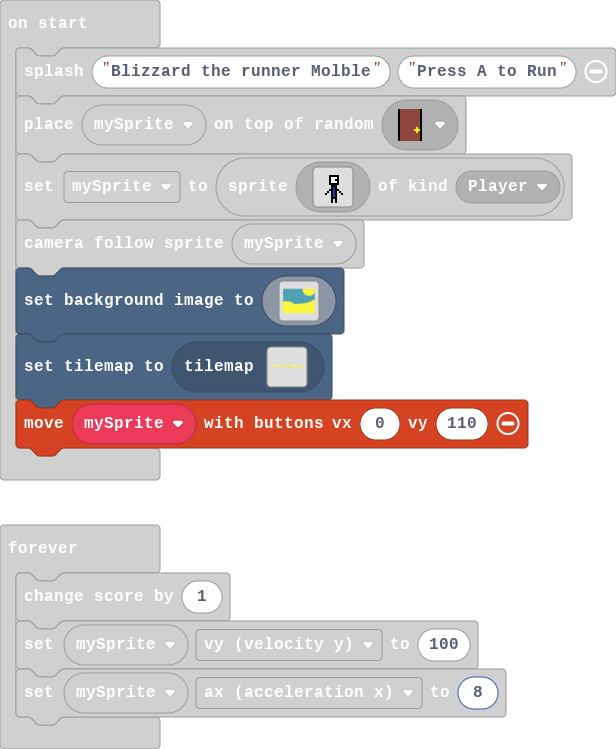 on start
splash "Blizzard the runner Molble" "Press A to Run"
place mySprite on top of random
set mySprite to sprite of kind Player
camera follow sprite mySprite
set background image to
set tilemap to tilemap
move mySprite with buttons vx 0 vy 110
forever
change score by 1
set mySprite vy (velocity y) to 100
set mySprite ax (acceleration x) to 8